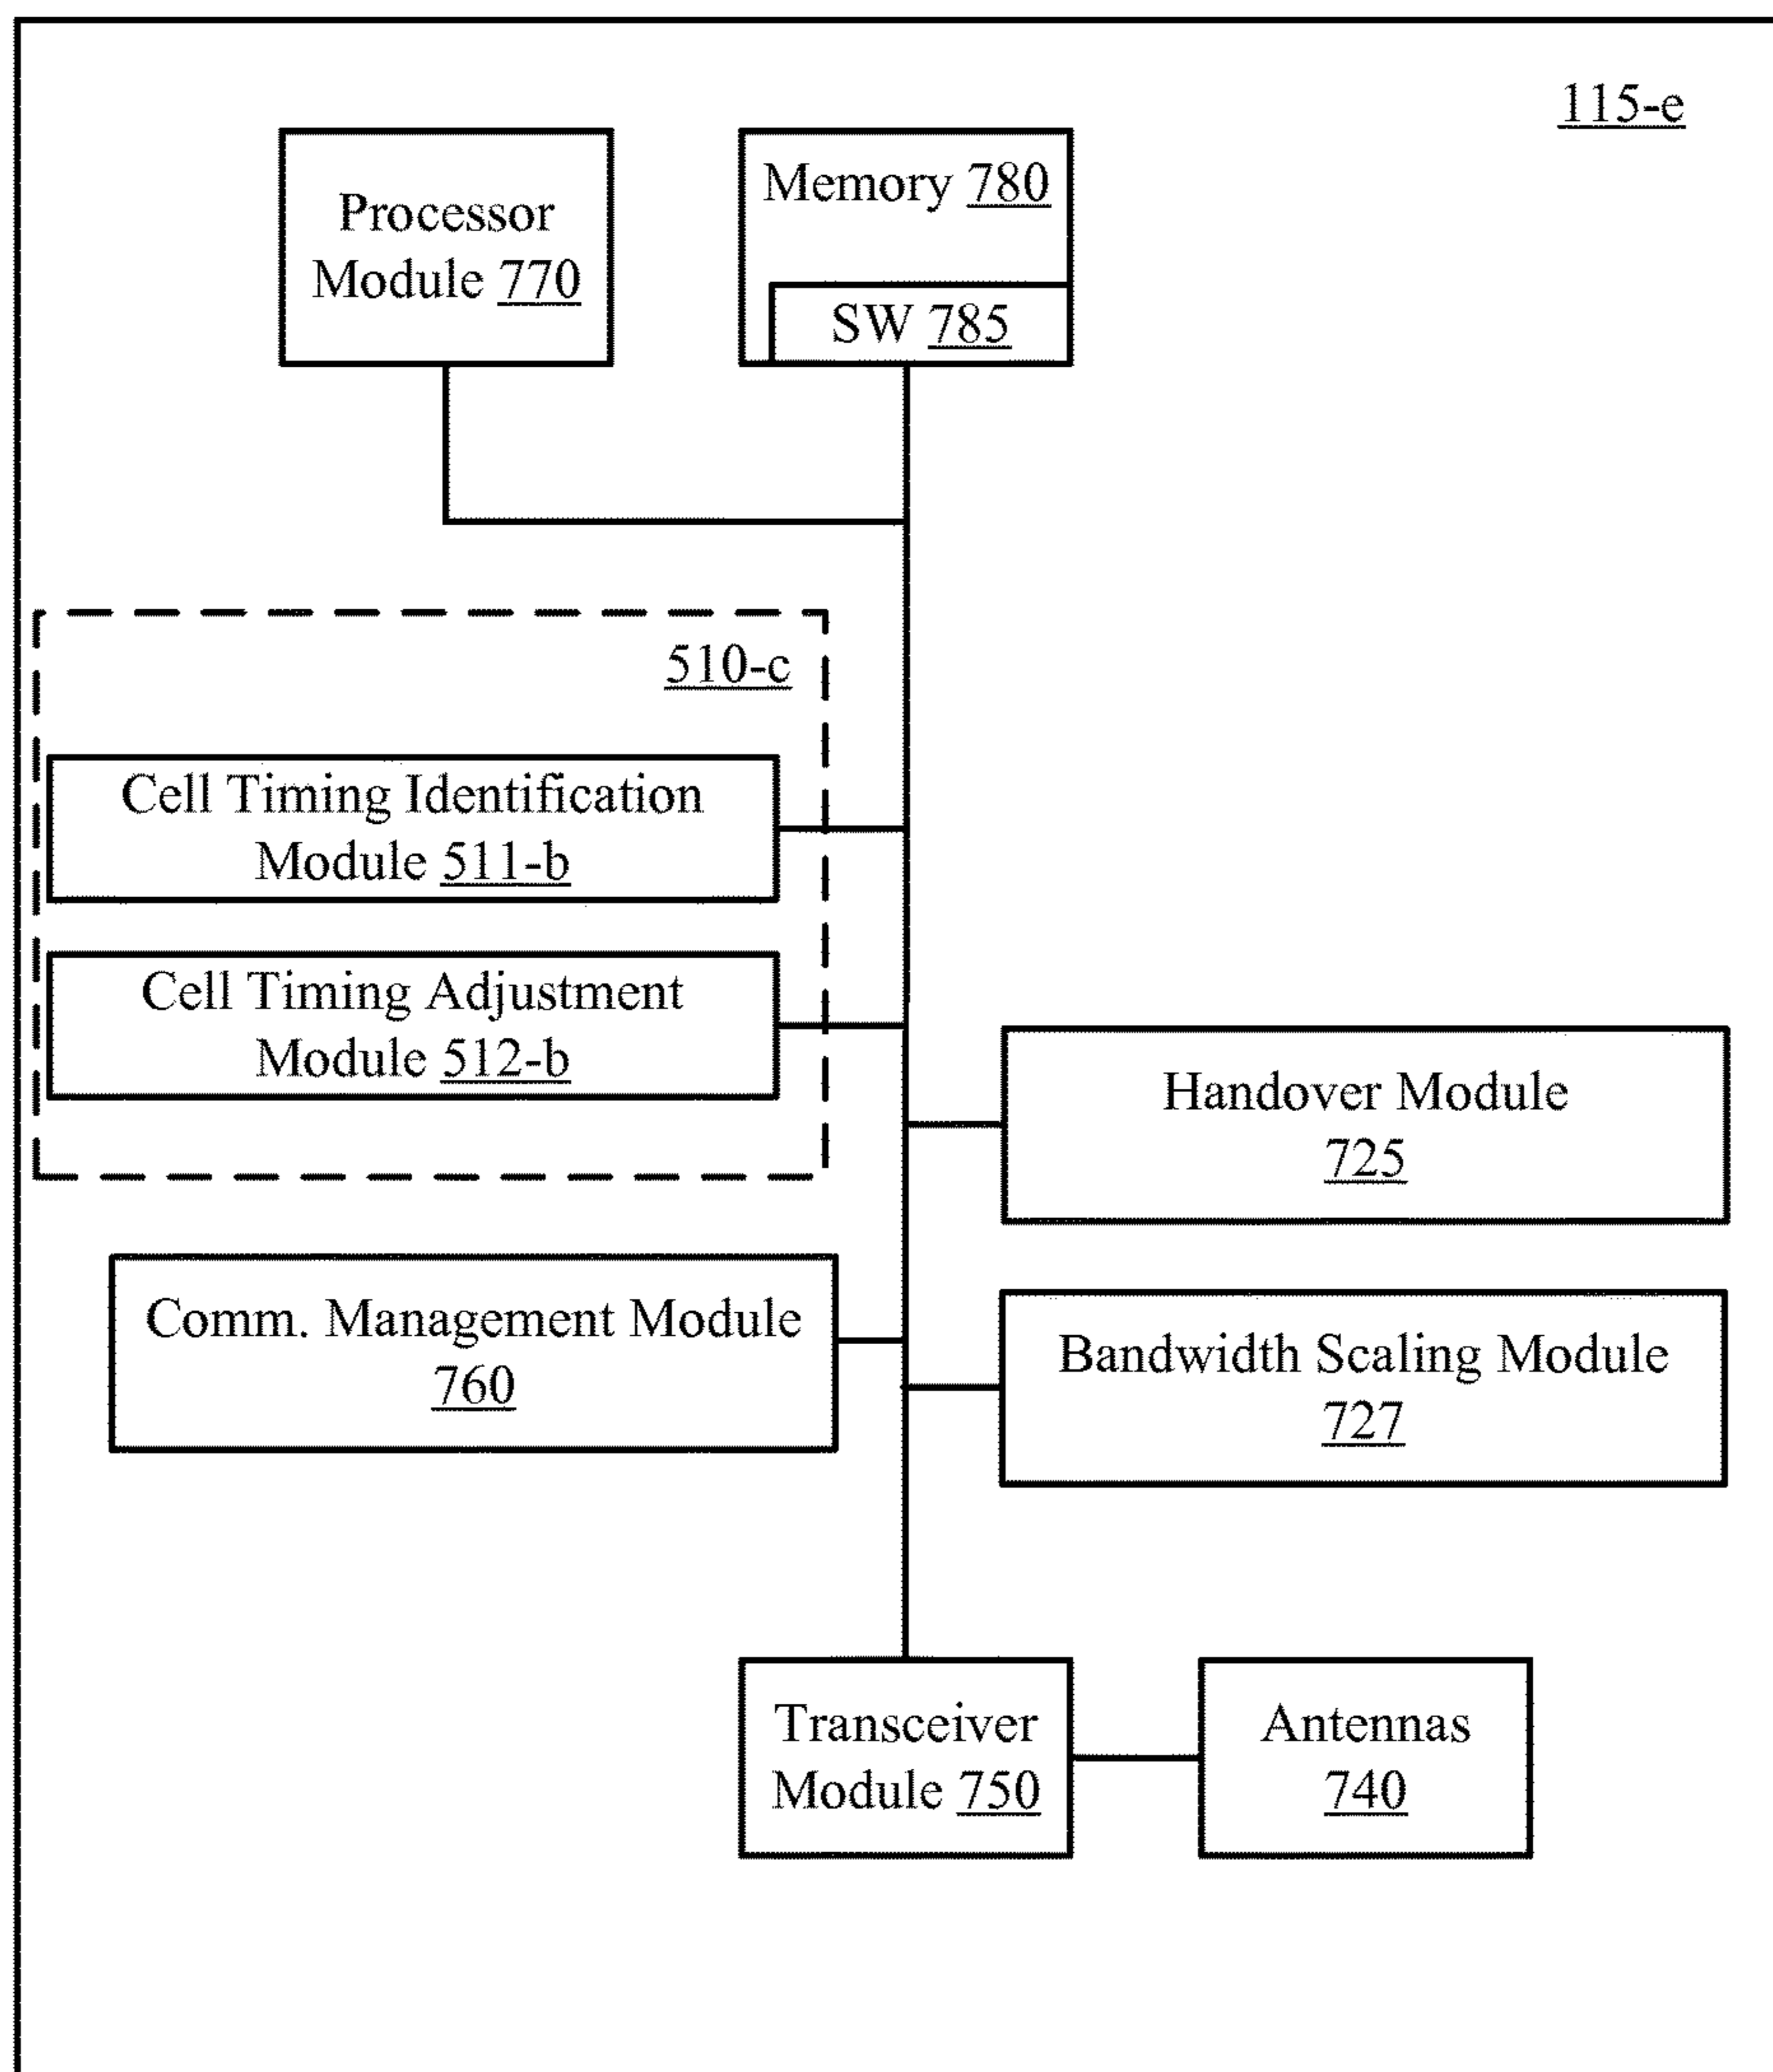 115-e
Processor
Module 770
Memory 780
SW 785
510-c
Cell Timing Identification
Module 511-b
Cell Timing Adjustment
Module 512-b
Handover Module
725
Comm. Management Module
760
Bandwidth Scaling Module
727
Transceiver
Module 750
Antennas
740